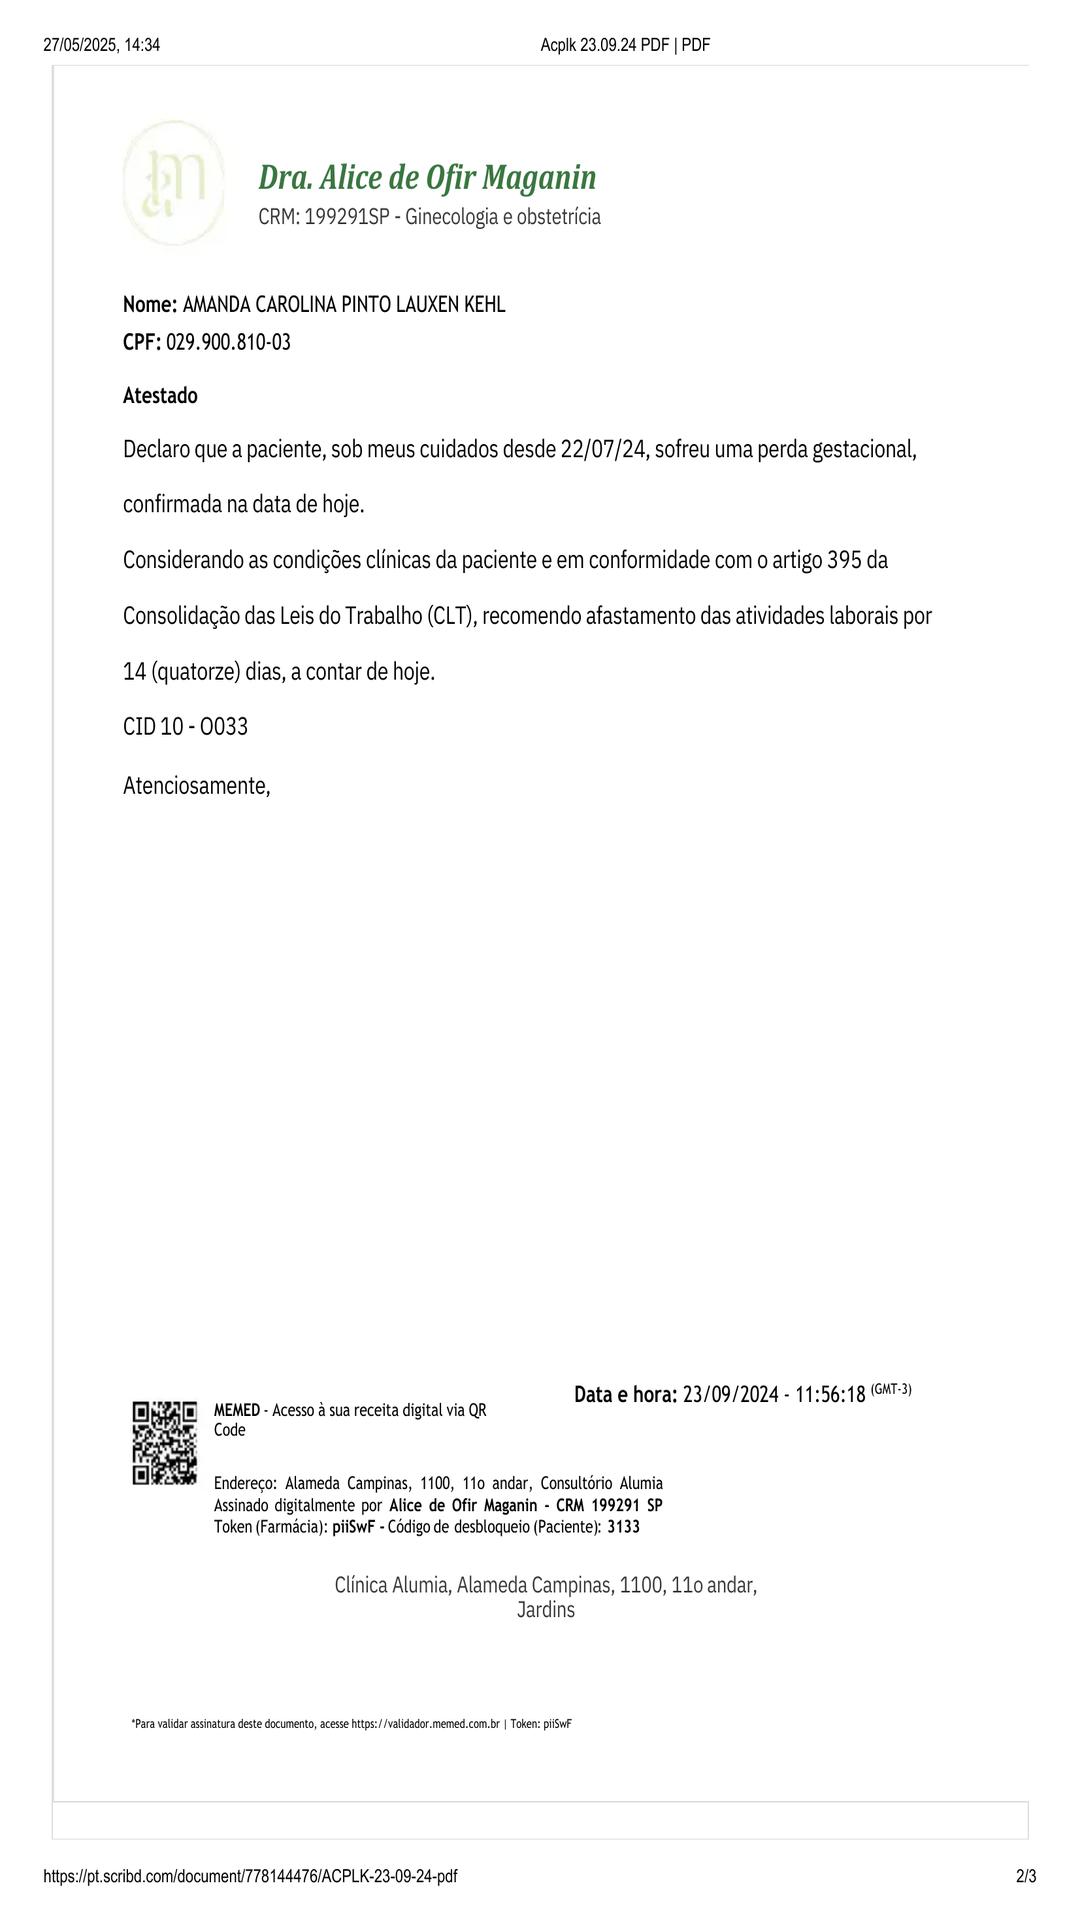 27/05/2025, 14:34
Acplk 23.09.24 PDF | PDF
Dra. Alice de Ofir Maganin
CRM: 199291SP - Ginecologia e obstetrícia
Nome: AMANDA CAROLINA PINTO LAUXEN KEHL
CPF: 029.900.810-03
Atestado
Declaro que a paciente, sob meus cuidados desde 22/07/24, sofreu uma perda gestacional,
confirmada na data de hoje.
Considerando as condições clínicas da paciente e em conformidade com o artigo 395 da
Consolidação das Leis do Trabalho (CLT), recomendo afastamento das atividades laborais por
14 (quatorze) dias, a contar de hoje.
CID 10 - O033
Atenciosamente,
Data e hora: 23/09/2024 - 11:56:18 (GMT-3)
MEMED - Acesso à sua receita digital via QR
Code
Endereço: Alameda Campinas, 1100, 11o andar, Consultório Alumia
Assinado digitalmente por Alice de Ofir Maganin - CRM 199291 SP
Token (Farmácia): piiSwF - Código de desbloqueio (Paciente): 3133
Clínica Alumia, Alameda Campinas, 1100, 11o andar,
Jardins
*Para validar assinatura deste documento, acesse https://validador.memed.com.br | Token: piiSwF
https://pt.scribd.com/document/778144476/ACPLK-23-09-24-pdf
2/3